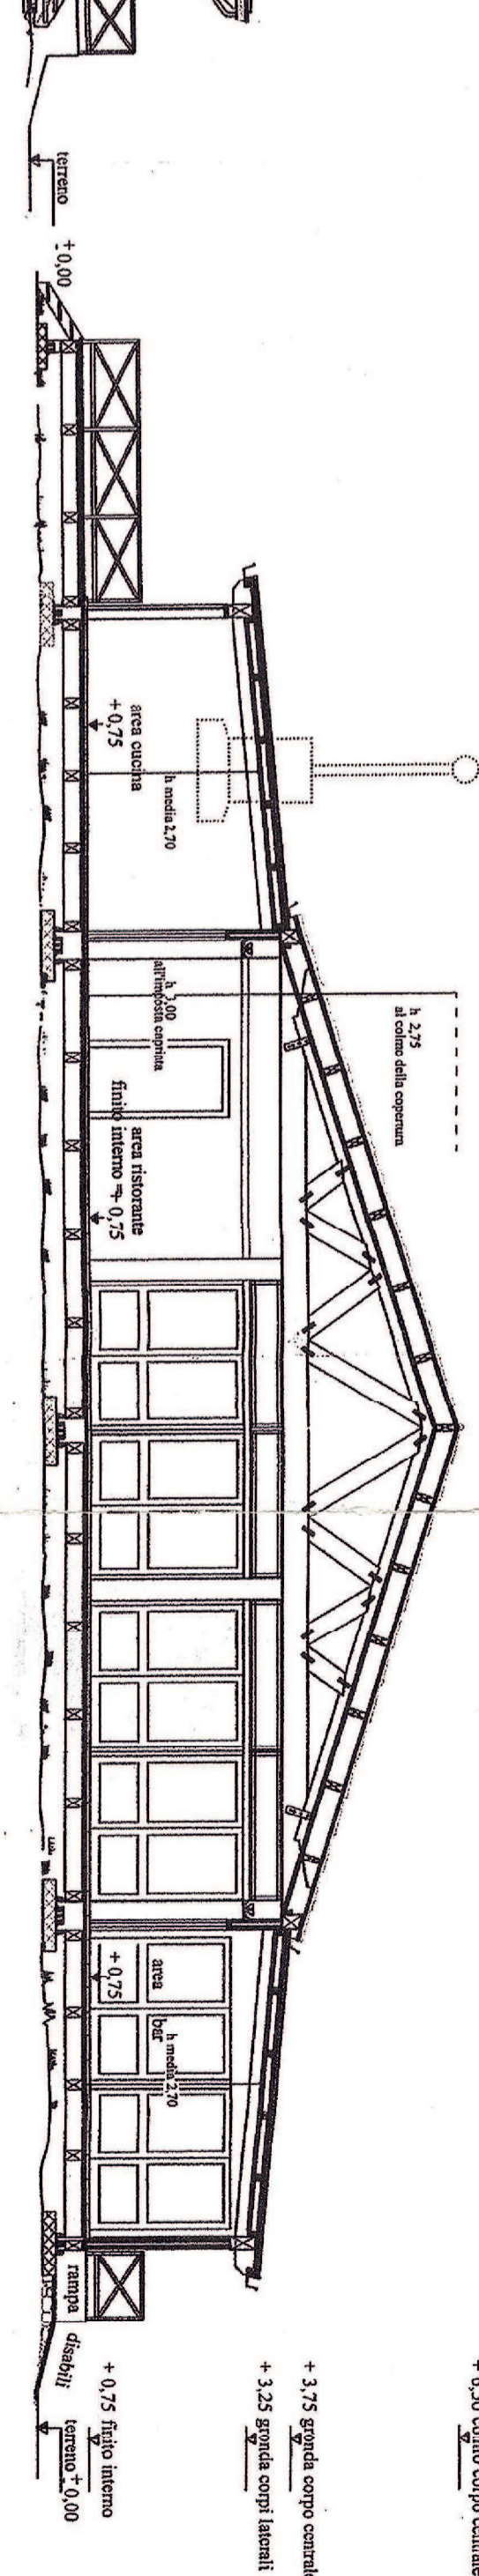 terreno
± 0,00
area cucina
+ 0,75
h media 2,70
h 3,00
all'imposta capriata
h 2,75
al colmo della copertura
area ristorante
finito interno = + 0,75
area
bar
+ 0,75
h media 2,70
rampa
disabili
colmo corpo centrale
+ 3,75 gronda corpo centrale
+ 3,25 gronda corpi laterali
+ 0,75 finito interno
terreno ± 0,00